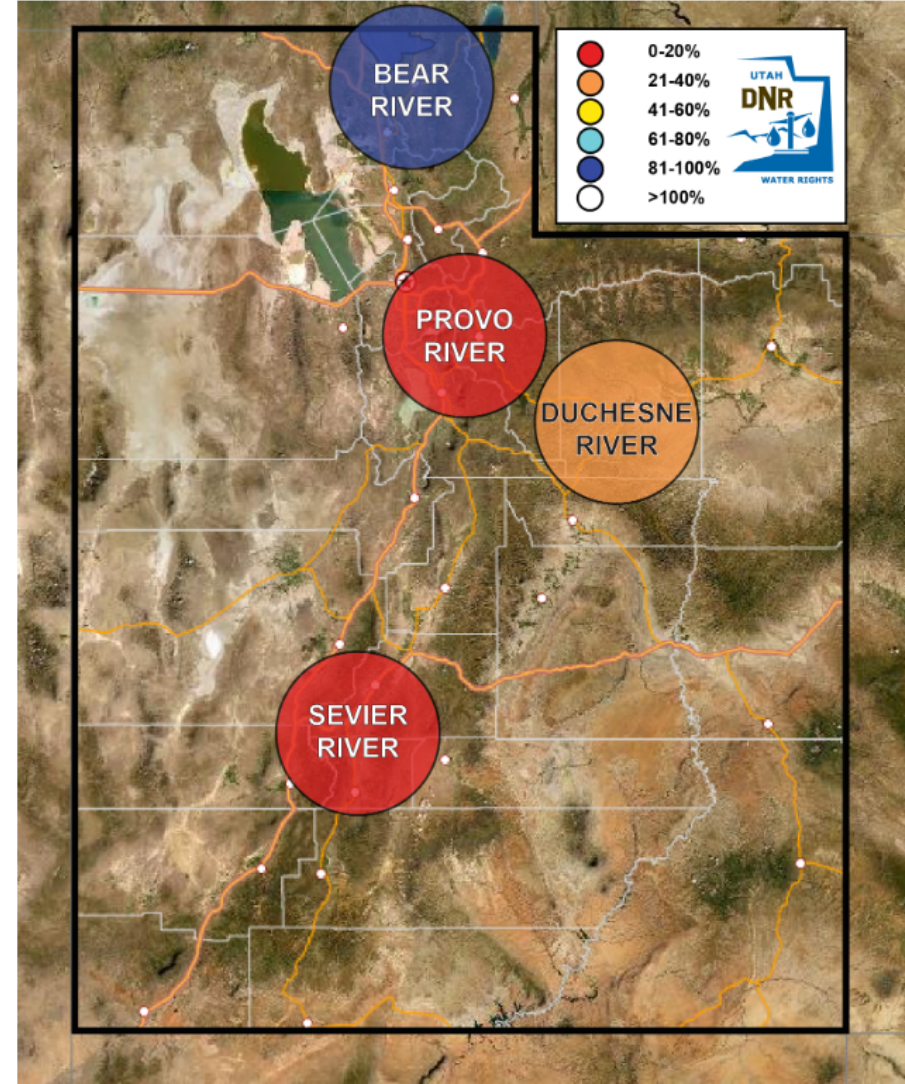 BEAR
RIVER
0-20%
21-40%
41-60%
61-80%
81-100%
>100%
UTAH
DNR
WATER RIGHTS
PROVO
RIVER
DUCHESNE
RIVER
SEVIER
RIVER